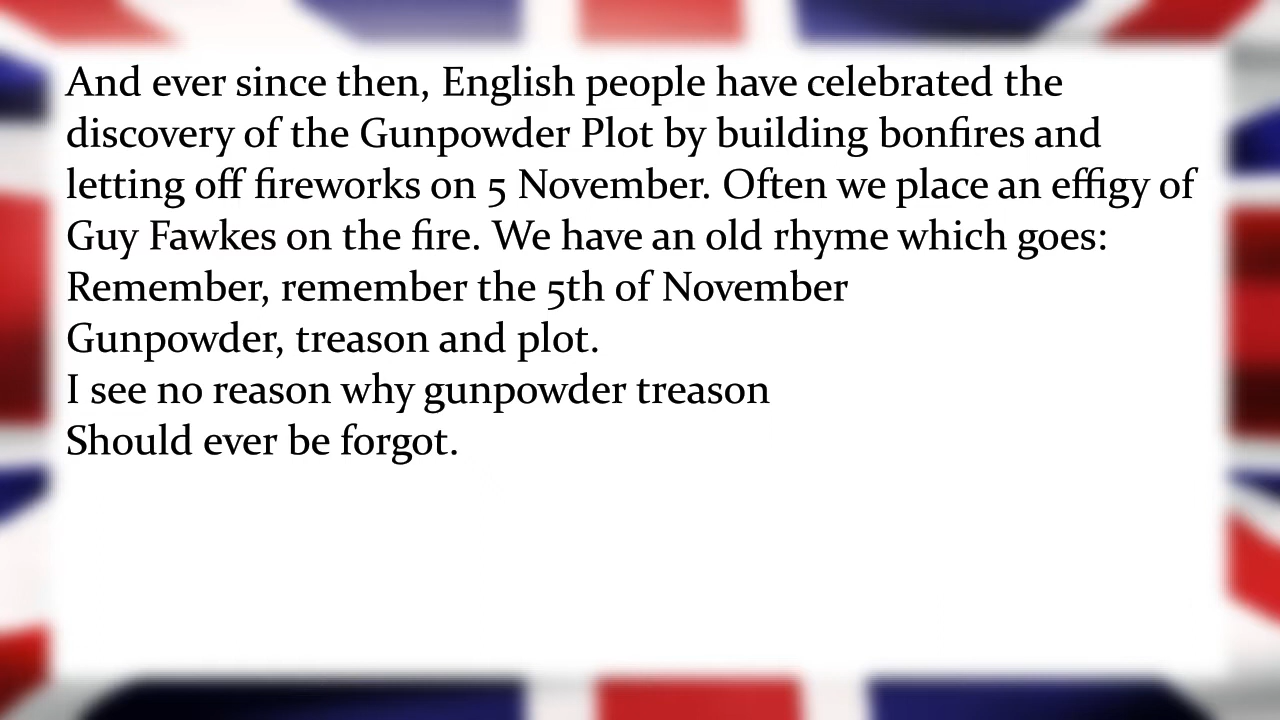 And ever since then, English people have celebrated the
discovery of the Gunpowder Plot by building bonfires and
letting off fireworks on 5 November. Often we place an effigy of
Guy Fawkes on the fire. We have an old rhyme which goes:
Remember, remember the 5th of November
Gunpowder, treason and plot.
I see no reason why gunpowder treason
Should ever be forgot.